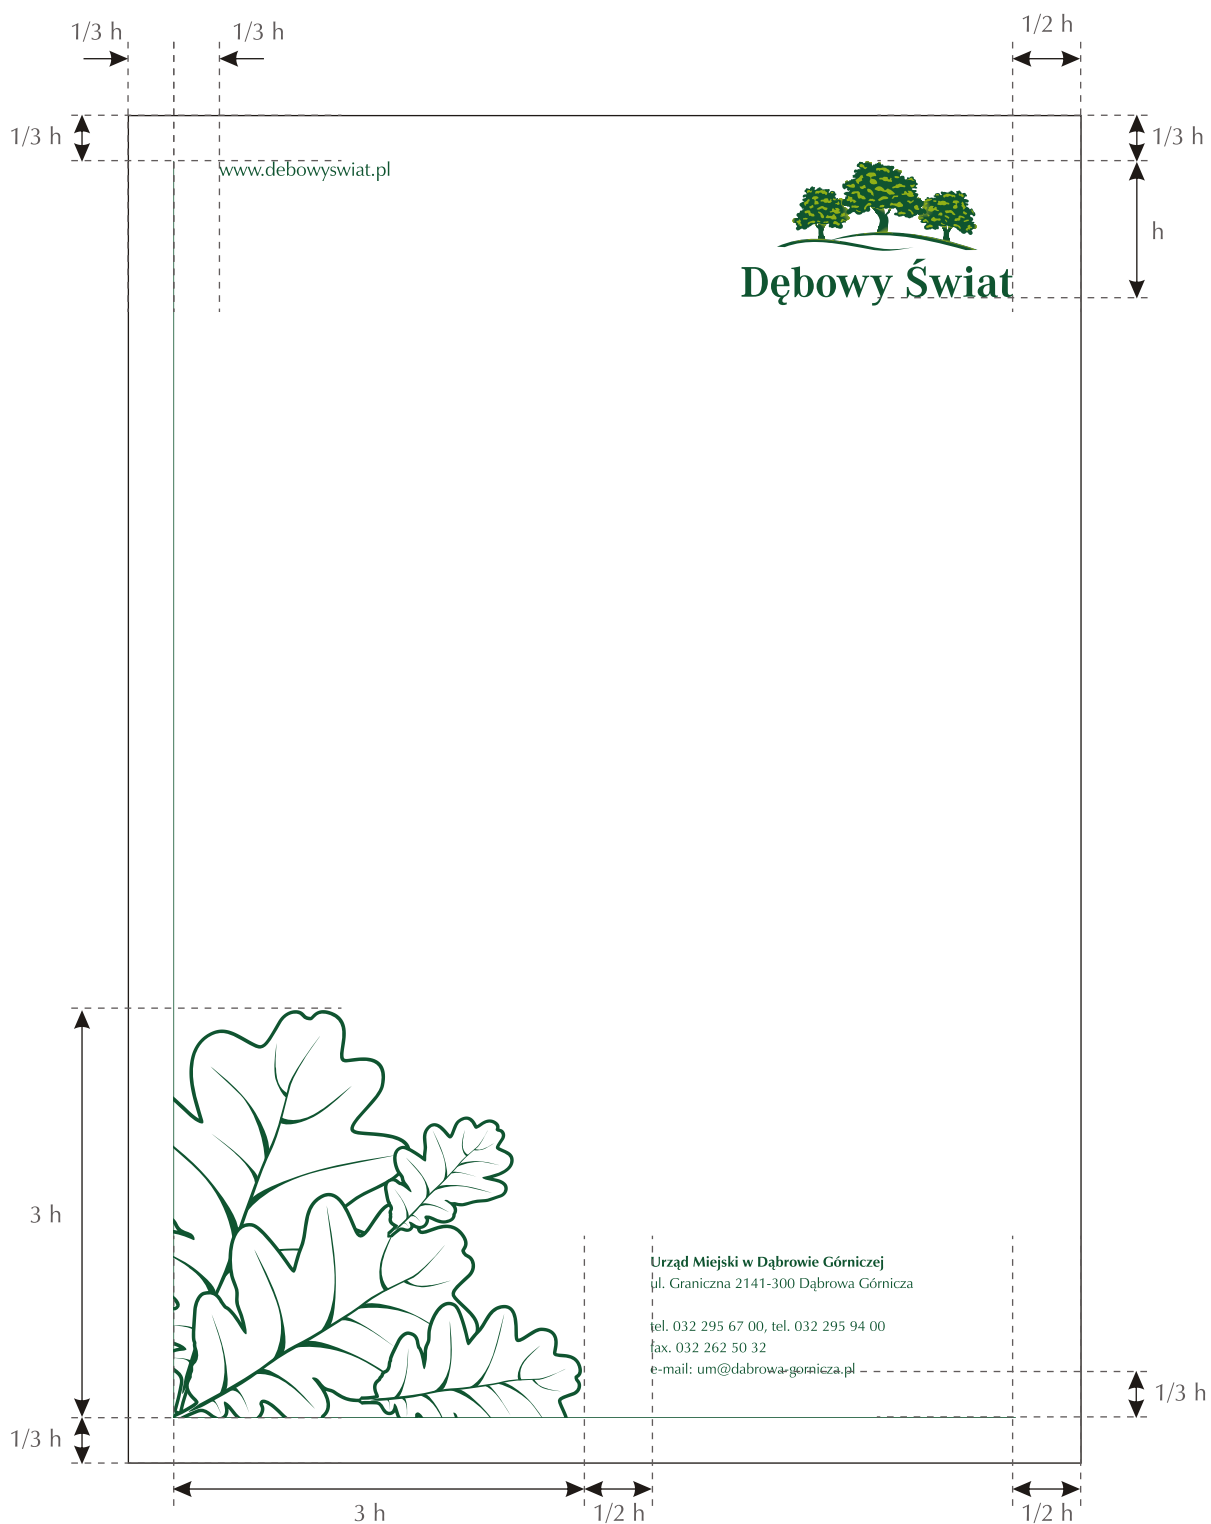 1/3 h
1/3 h
1/2 h
1/3 h
1/3 h
www.debowyswiat.pl
h
Dębowy Świat
3 h
Urząd Miejski w Dąbrowie Górniczej
ul. Graniczna 2141-300 Dąbrowa Górnicza
tel. 032 295 67 00, tel. 032 295 94 00
fax. 032 262 50 32
e-mail: um@dabrowa-gornicza.pl
1/3 h
1/3 h
3 h
1/2 h
1/2 h